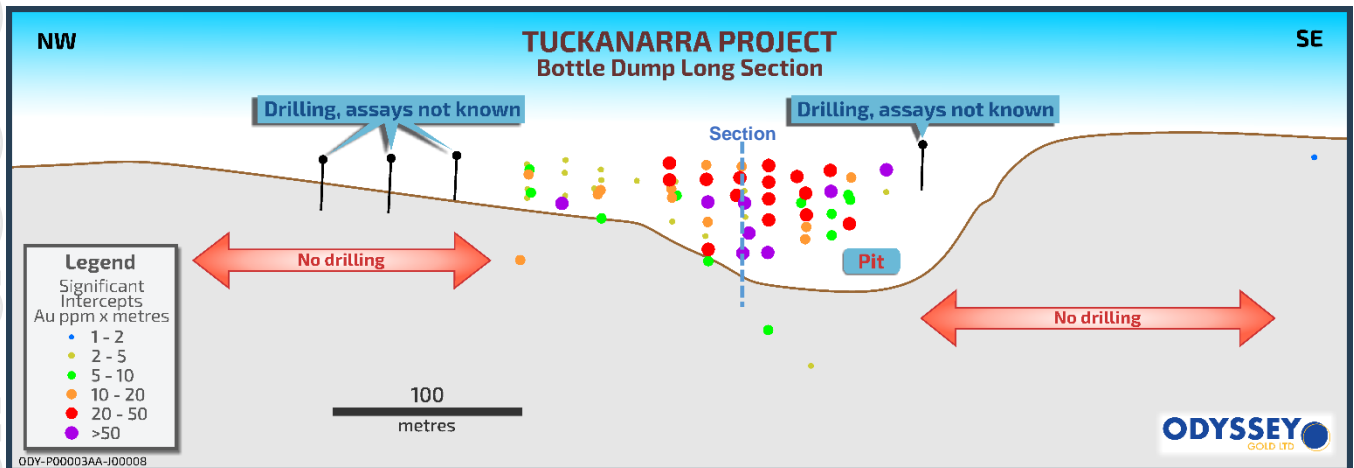 NW
TUCKANARRA PROJECT
SE
Bottle Dump Long Section
Drilling, assays not known
Drilling, assays not known
Section
No drilling
Pit
No drilling
Legend
Significant
Intercepts
Au ppm x metres
1 - 2
2 - 5
5 - 10
10 - 20
20 - 50
>50
100
metres
ODYSSEY
GOLD LTD
ODY-P00003AA-J00008